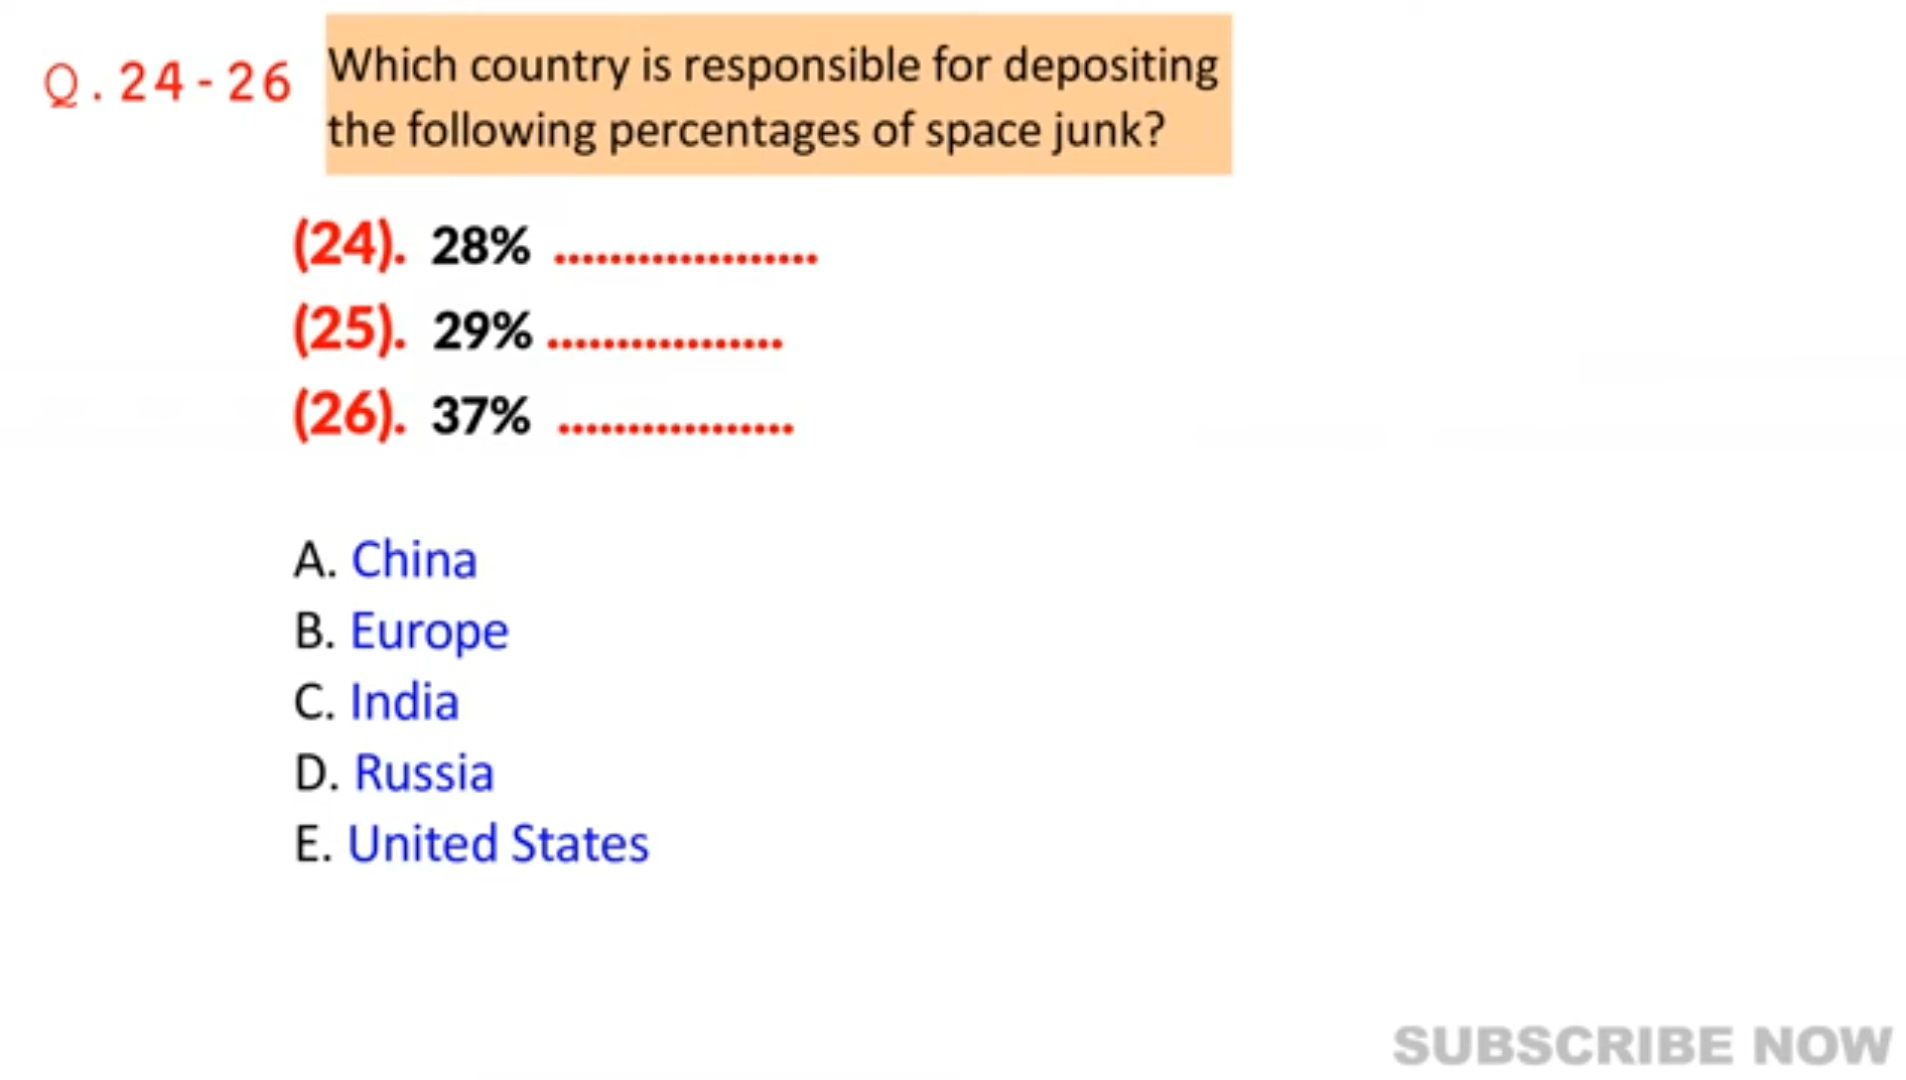 Q.24-26
Which country is responsible for depositing
the following percentages of space junk?
(24). 28% ...................
(25). 29% .................
(26). 37% .................
A. China
B. Europe
C. India
D. Russia
E. United States
SUBSCRIBE NOW